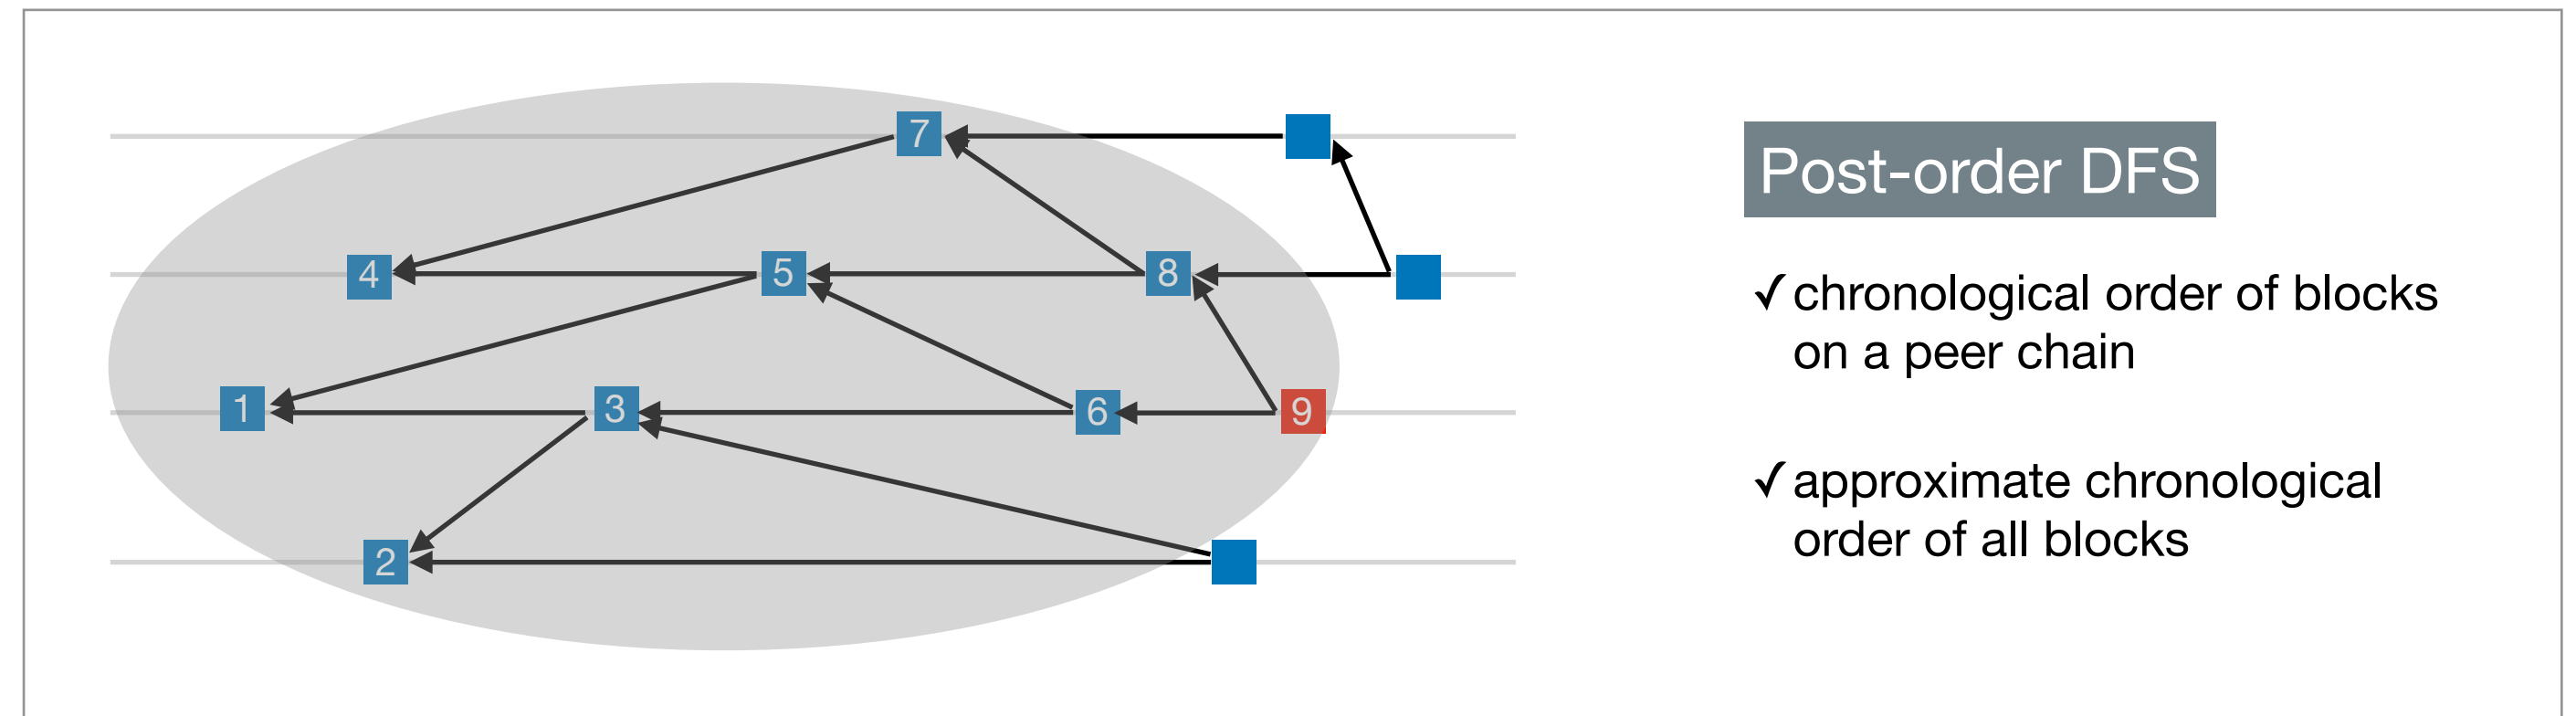 7
Post-order DFS
4 5 8
✓ chronological order of blocks
on a peer chain
1 3 6 9
✓ approximate chronological
order of all blocks
2